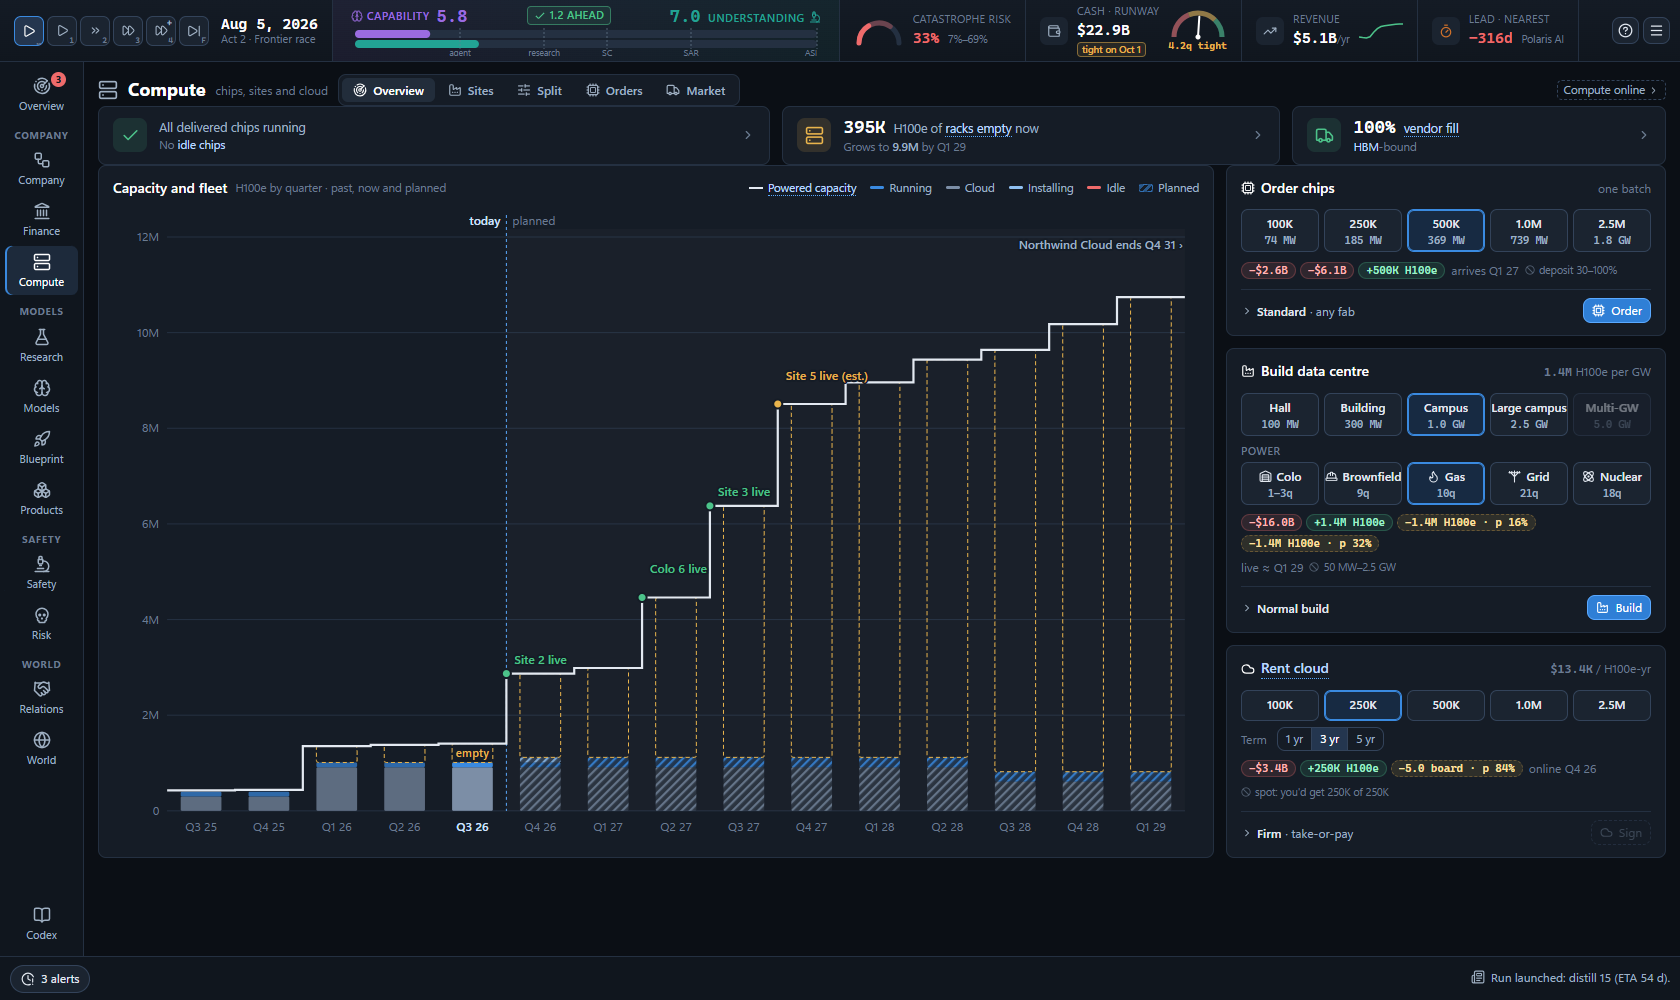 Aug 5, 2026
Act 2 · Frontier race
1
2
3
4
F
CAPABILITY 5.8
1.2 AHEAD
7.0 UNDERSTANDING
agent
research
SC
SAR
ASI
CATASTROPHE RISK
33% 7%–69%
CASH · RUNWAY
$22.9B
tight on Oct 1
4.2q tight
REVENUE
$5.1B/yr
LEAD · NEAREST
−316d Polaris AI
3
Overview
COMPANY
Company
Finance
Compute
MODELS
Research
Models
Blueprint
Products
SAFETY
Safety
Risk
WORLD
Relations
World
Codex
Compute chips, sites and cloud
Overview
Sites
Split
Orders
Market
Compute online ›
All delivered chips running
No idle chips
395K H100e of racks empty now
Grows to 9.9M by Q1 29
100% vendor fill
HBM-bound
Capacity and fleet H100e by quarter · past, now and planned
Powered capacity
Running
Cloud
Installing
Idle
Planned
today
planned
Northwind Cloud ends Q4 31 ›
12M
10M
8M
6M
4M
2M
0
Site 5 live (est.)
Site 3 live
Colo 6 live
Site 2 live
empty
Q3 25
Q4 25
Q1 26
Q2 26
Q3 26
Q4 26
Q1 27
Q2 27
Q3 27
Q4 27
Q1 28
Q2 28
Q3 28
Q4 28
Q1 29
Order chips
one batch
100K
74 MW
250K
185 MW
500K
369 MW
1.0M
739 MW
2.5M
1.8 GW
−$2.6B
−$6.1B
+500K H100e
arrives Q1 27
deposit 30–100%
Standard · any fab
Order
Build data centre
1.4M H100e per GW
Hall
100 MW
Building
300 MW
Campus
1.0 GW
Large campus
2.5 GW
Multi-GW
5.0 GW
POWER
Colo
1–3q
Brownfield
9q
Gas
10q
Grid
21q
Nuclear
18q
−$16.0B
+1.4M H100e
−1.4M H100e · p 16%
−1.4M H100e · p 32%
live ≈ Q1 29
50 MW–2.5 GW
Normal build
Build
Rent cloud
$13.4K / H100e-yr
100K
250K
500K
1.0M
2.5M
Term
1 yr
3 yr
5 yr
−$3.4B
+250K H100e
−5.0 board · p 84%
online Q4 26
spot: you'd get 250K of 250K
Firm · take-or-pay
Sign
3 alerts
Run launched: distill 15 (ETA 54 d).